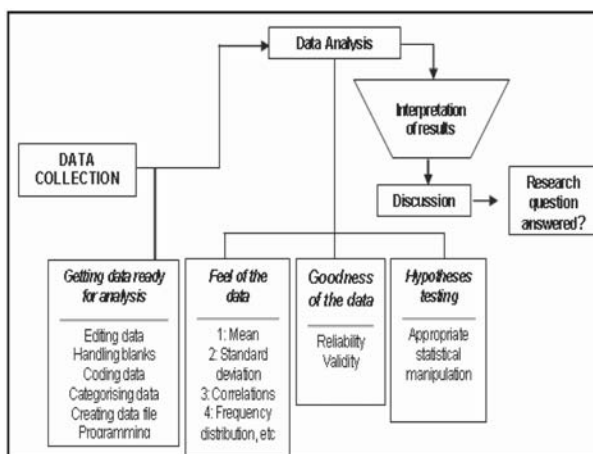 Data Analysis
Interpretation
of results
DATA
COLLECTION
Discussion
Research
question
answered?
Getting data ready
for analysis
Editing data
Handling blanks
Coding data
Categorising data
Creating data file
Programming
Feel of the
data
1: Mean
2: Standard
deviation
3: Correlations
4: Frequency
distribution, etc
Goodness
of the data
Reliability
Validity
Hypotheses
testing
Appropriate
statistical
manipulation